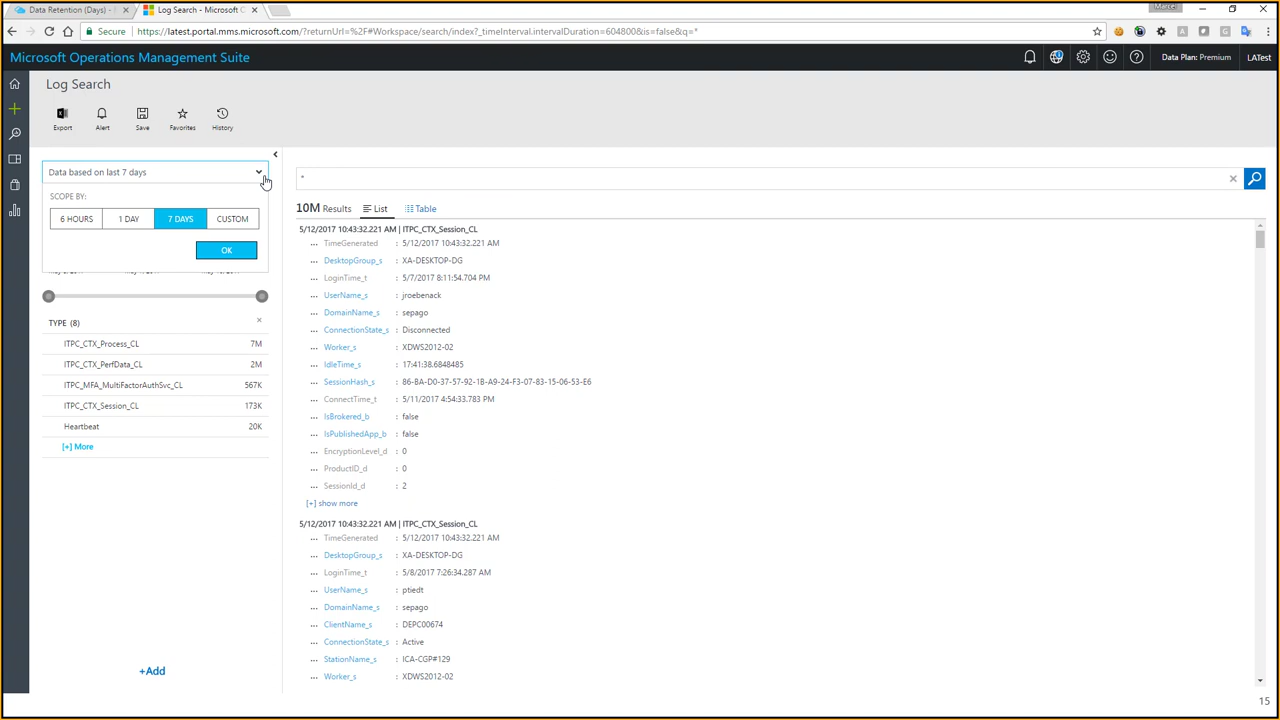 Data Retention (Days) -
Log Search - Microsoft O
Marcel
Secure
https://latest.portal.mms.microsoft.com/?returnUrl=%2F#Workspace/search/index?_timeInterval.intervalDuration=604800&is=false&q=*
Microsoft Operations Management Suite
Data Plan: Premium
LATest
Log Search
Export
Alert
Save
Favorites
History
Data based on last 7 days
SCOPE BY:
6 HOURS
1 DAY
7 DAYS
CUSTOM
OK
TYPE (8)
ITPC_CTX_Process_CL 7M
ITPC_CTX_PerfData_CL 2M
ITPC_MFA_MultiFactorAuthSvc_CL 567K
ITPC_CTX_Session_CL 173K
Heartbeat 20K
[+] More
+Add
*
10M Results
List
Table
5/12/2017 10:43:32.221 AM | ITPC_CTX_Session_CL
... TimeGenerated : 5/12/2017 10:43:32.221 AM
... DesktopGroup_s : XA-DESKTOP-DG
... LoginTime_t : 5/7/2017 8:11:54.704 PM
... UserName_s : jroebenack
... DomainName_s : sepago
... ConnectionState_s : Disconnected
... Worker_s : XDWS2012-02
... IdleTime_s : 17:41:38.6848485
... SessionHash_s : 86-BA-D0-37-57-92-1B-A9-24-F3-07-83-15-06-53-E6
... ConnectTime_t : 5/11/2017 4:54:33.783 PM
... IsBrokered_b : false
... IsPublishedApp_b : false
... EncryptionLevel_d : 0
... ProductID_d : 0
... SessionId_d : 2
[+] show more
5/12/2017 10:43:32.221 AM | ITPC_CTX_Session_CL
... TimeGenerated : 5/12/2017 10:43:32.221 AM
... DesktopGroup_s : XA-DESKTOP-DG
... LoginTime_t : 5/8/2017 7:26:34.287 AM
... UserName_s : ptiedt
... DomainName_s : sepago
... ClientName_s : DEPC00674
... ConnectionState_s : Active
... StationName_s : ICA-CGP#129
... Worker_s : XDWS2012-02
15